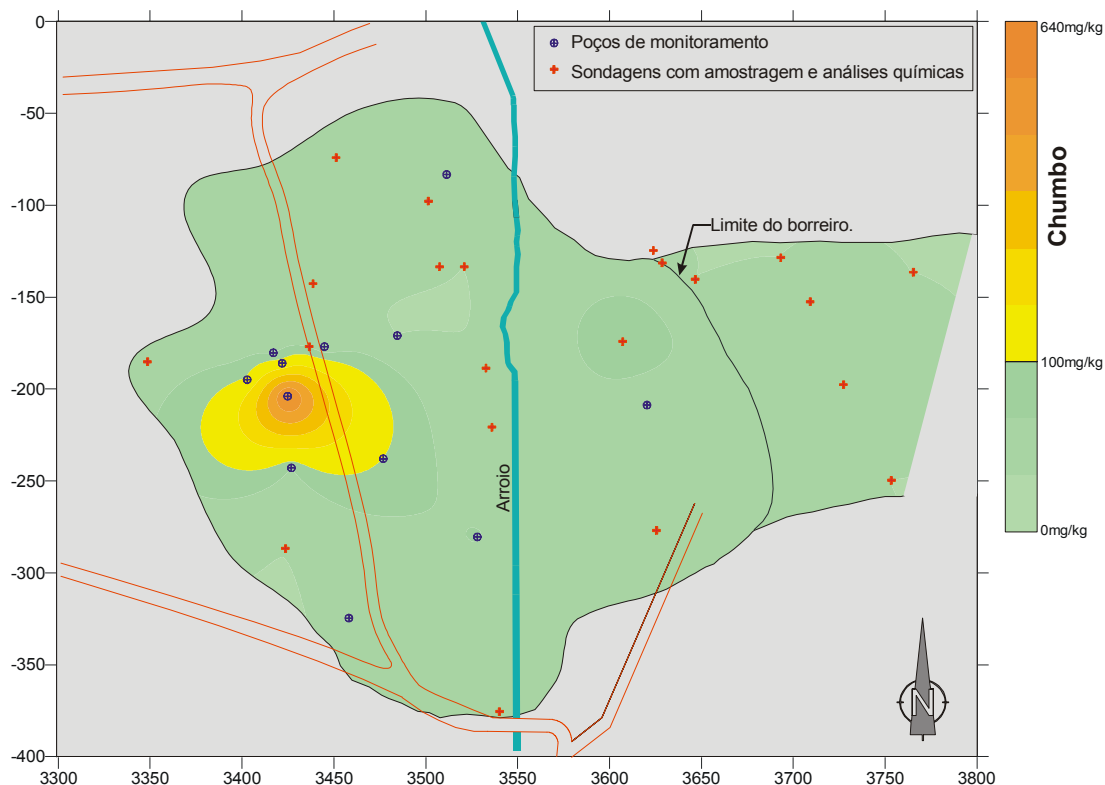 0
-50
-100
-150
-200
-250
-300
-350
-400
3300
3350
3400
3450
3500
3550
3600
3650
3700
3750
3800
Poços de monitoramento
Sondagens com amostragem e análises químicas
Limite do borreiro.
Arroio
N
640mg/kg
100mg/kg
0mg/kg
Chumbo